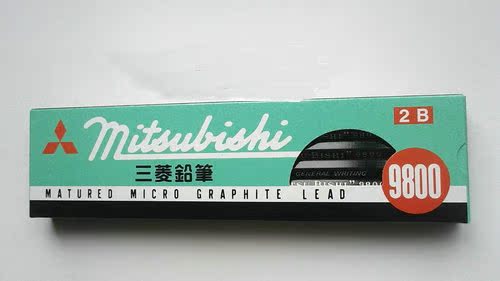 2B
mitsubishi
三菱鉛筆
GENERAL WRITING
9800
MATURED MICRO GRAPHITE LEAD